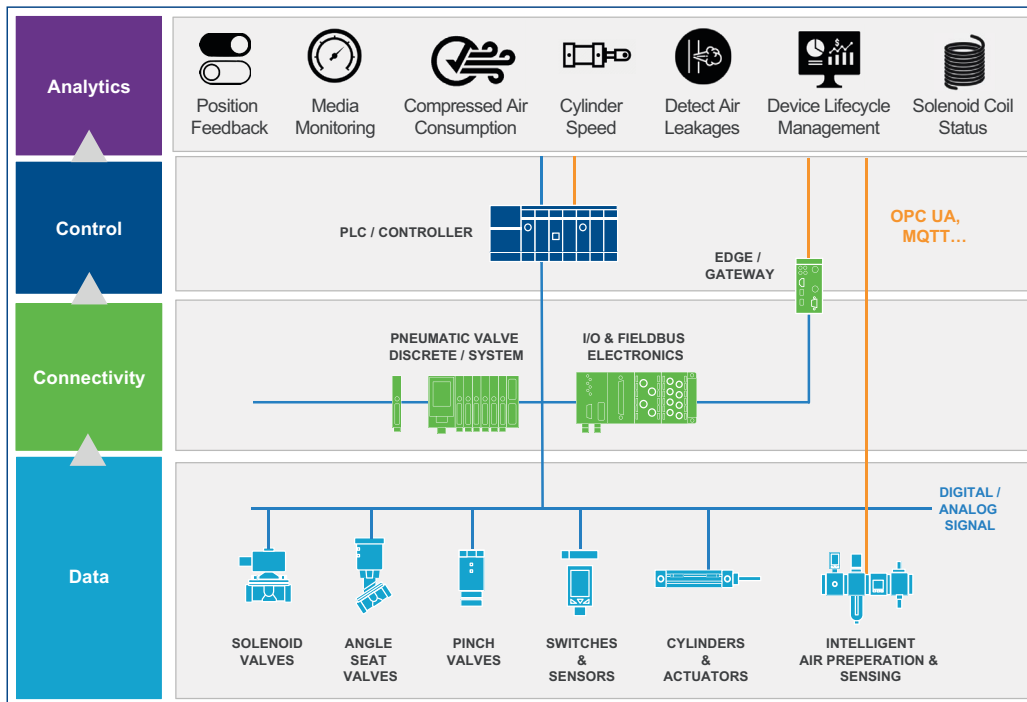 Analytics
Position
Feedback
Media
Monitoring
Compressed Air
Consumption
Cylinder
Speed
Detect Air
Leakages
Device Lifecycle
Management
Solenoid Coil
Status
Control
PLC / CONTROLLER
OPC UA,
MQTT...
EDGE /
GATEWAY
Connectivity
PNEUMATIC VALVE
DISCRETE / SYSTEM
I/O & FIELDBUS
ELECTRONICS
Data
DIGITAL /
ANALOG
SIGNAL
SOLENOID
VALVES
ANGLE
SEAT
VALVES
PINCH
VALVES
SWITCHES
&
SENSORS
CYLINDERS
&
ACTUATORS
INTELLIGENT
AIR PREPERATION &
SENSING